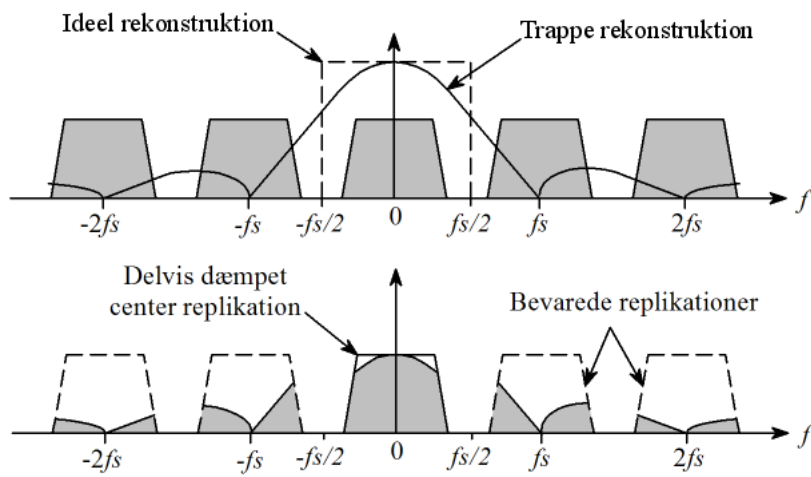 Ideel rekonstruktion
Trappe rekonstruktion
-2fs -fs -fs/2 0 fs/2 fs 2fs f
Delvis dæmpet
center replikation
Bevarede replikationer
-2fs -fs -fs/2 0 fs/2 fs 2fs f